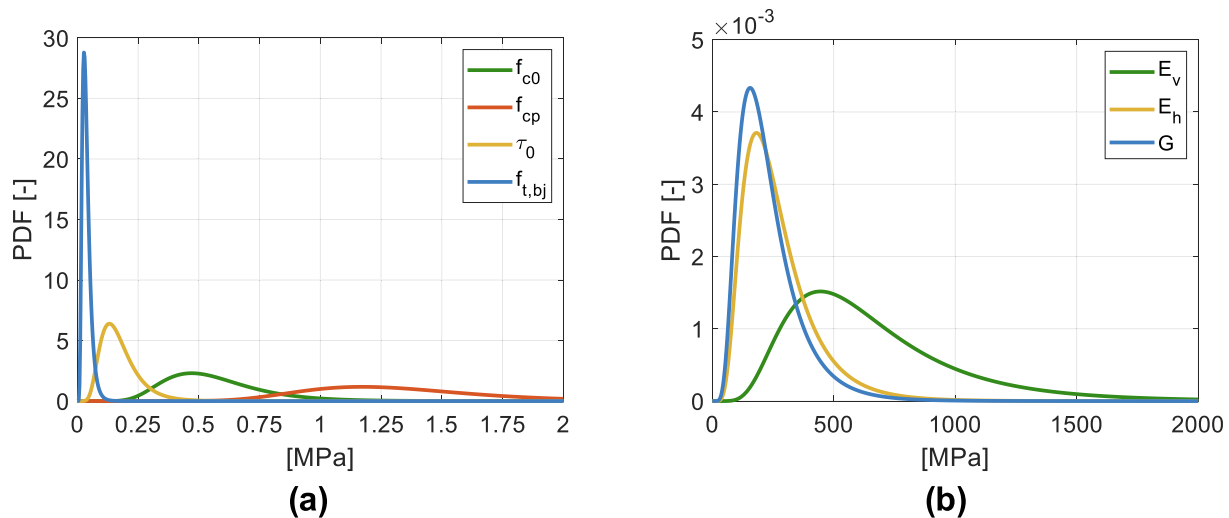 30
25
20
15
10
5
0
PDF [-]
f_c0
f_cp
τ_0
f_t,bj
0 0.25 0.5 0.75 1 1.25 1.5 1.75 2
[MPa]
(a)
×10^-3
5
4
3
2
1
0
PDF [-]
E_v
E_h
G
0 500 1000 1500 2000
[MPa]
(b)